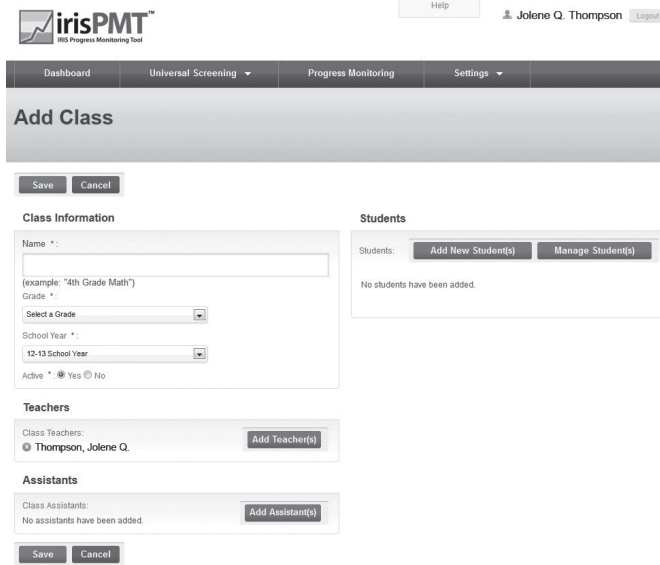 Help
Jolene Q. Thompson Logout
irisPMT™
IRIS Progress Monitoring Tool
Dashboard Universal Screening Progress Monitoring Settings
Add Class
Save Cancel
Class Information
Name *:
(example: "4th Grade Math")
Grade *:
Select a Grade
School Year *:
12-13 School Year
Active *: Yes No
Teachers
Class Teachers:
Thompson, Jolene Q.
Add Teacher(s)
Assistants
Class Assistants:
No assistants have been added.
Add Assistant(s)
Save Cancel
Students
Students: Add New Student(s) Manage Student(s)
No students have been added.